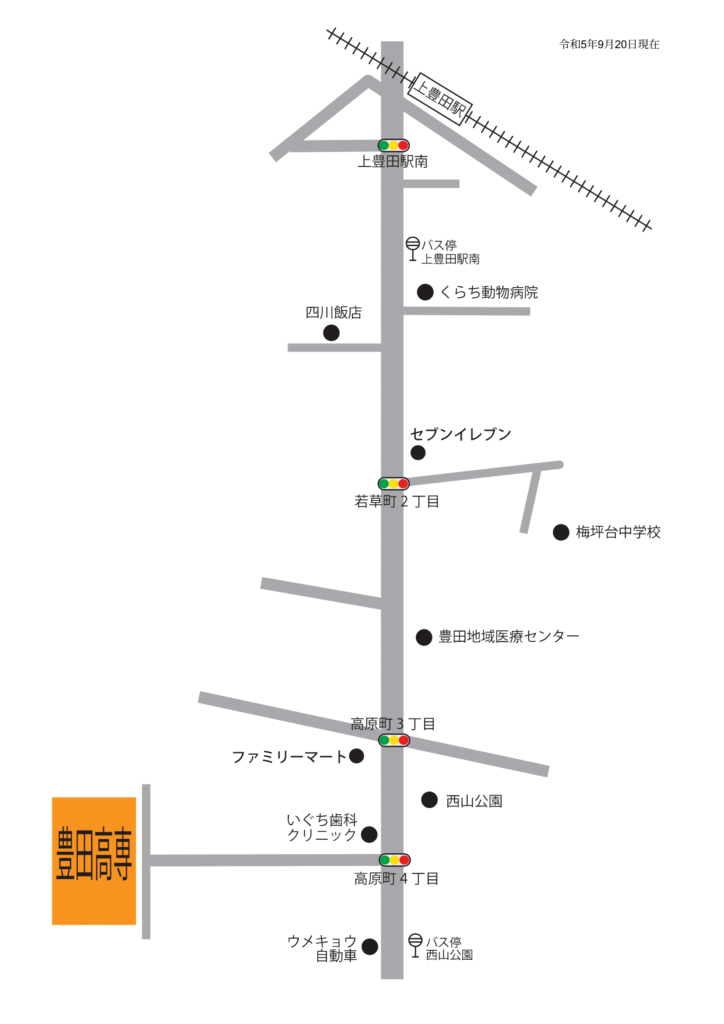 令和5年9月20日現在
上豊田駅
上豊田駅南
バス停
上豊田駅南
くらち動物病院
四川飯店
セブンイレブン
若草町２丁目
梅坪台中学校
豊田地域医療センター
高原町３丁目
ファミリーマート
西山公園
いぐち歯科
クリニック
豊田高専
高原町４丁目
ウメキョウ
自動車
バス停
西山公園